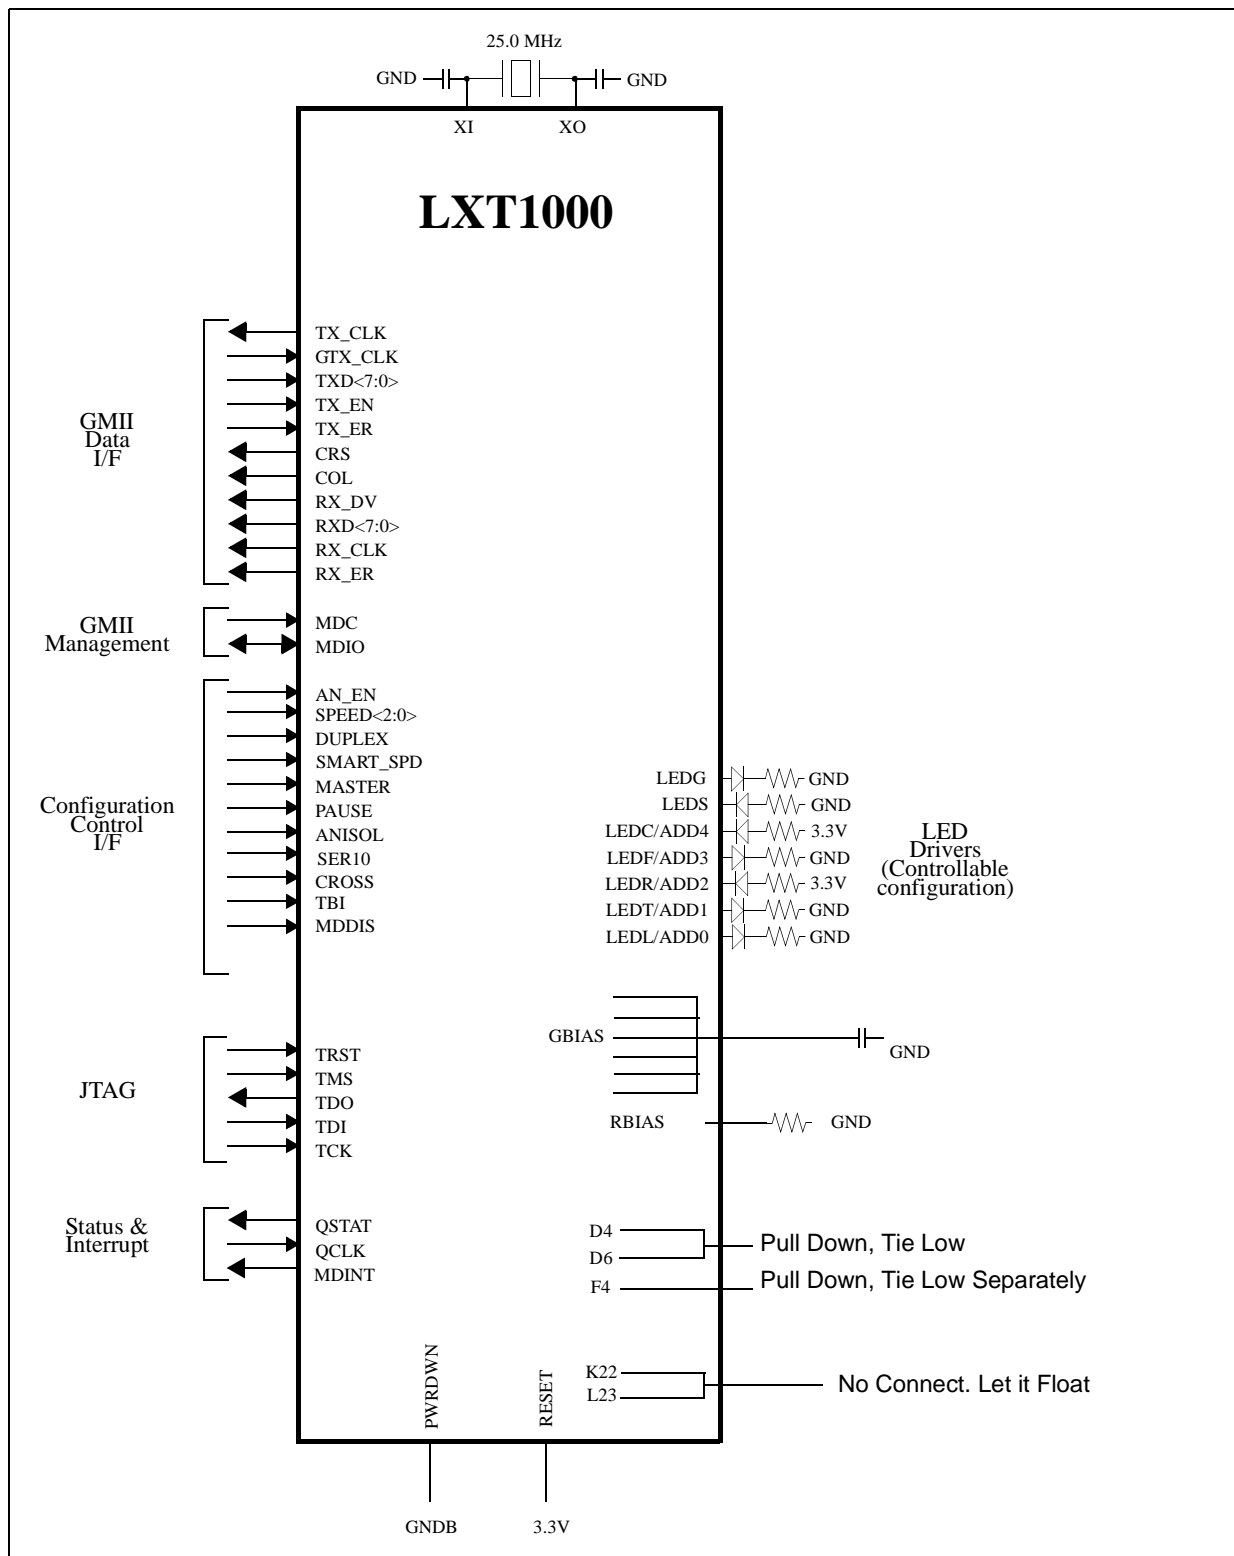 25.0 MHz
GND
GND
XI
XO
LXT1000
GMII
Data
I/F
TX_CLK
GTX_CLK
TXD<7:0>
TX_EN
TX_ER
CRS
COL
RX_DV
RXD<7:0>
RX_CLK
RX_ER
GMII
Management
MDC
MDIO
Configuration
Control
I/F
AN_EN
SPEED<2:0>
DUPLEX
SMART_SPD
MASTER
PAUSE
ANISOL
SER10
CROSS
TBI
MDDIS
LEDG GND
LEDS GND
LEDC/ADD4 3.3V
LEDF/ADD3 GND
LEDR/ADD2 3.3V
LEDT/ADD1 GND
LEDL/ADD0 GND
LED
Drivers
(Controllable
configuration)
GBIAS
GND
RBIAS GND
JTAG
TRST
TMS
TDO
TDI
TCK
Status &
Interrupt
QSTAT
QCLK
MDINT
D4
D6
Pull Down, Tie Low
F4
Pull Down, Tie Low Separately
K22
L23
No Connect. Let it Float
PWRDWN
RESET
GNDB
3.3V